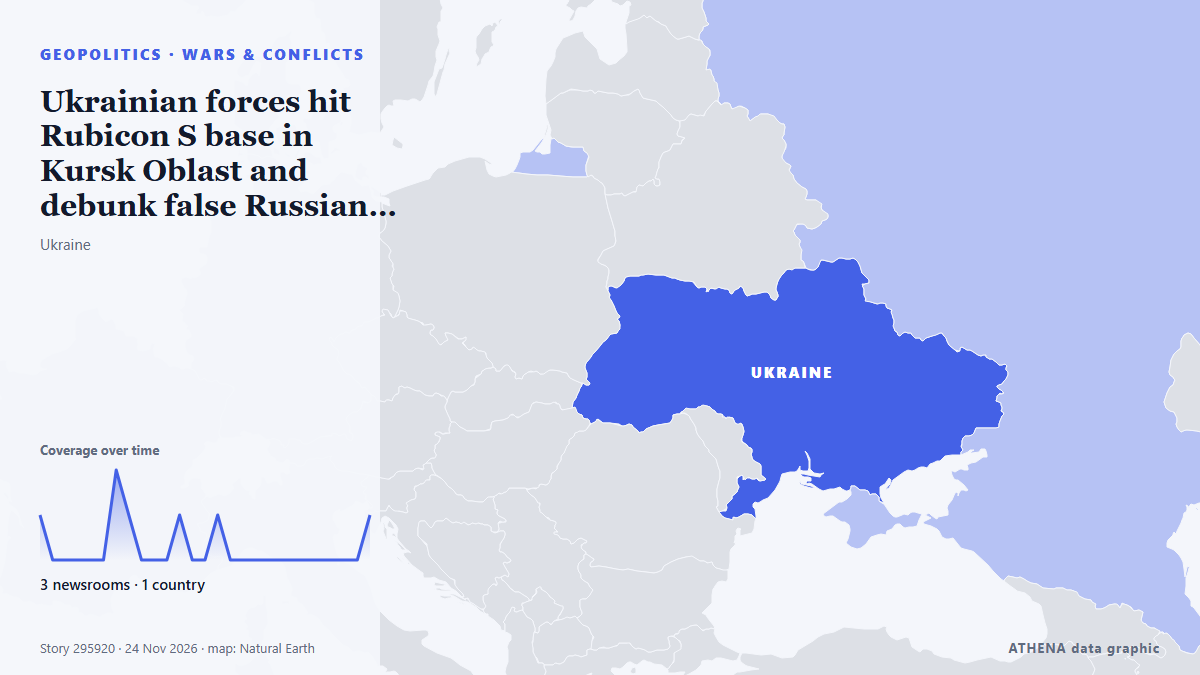 GEOPOLITICS · WARS & CONFLICTS
Ukrainian forces hit
Rubicon S base in
Kursk Oblast and
debunk false Russian...
Ukraine
UKRAINE
Coverage over time
3 newsrooms · 1 country
Story 295920 · 24 Nov 2026 · map: Natural Earth
ATHENA data graphic